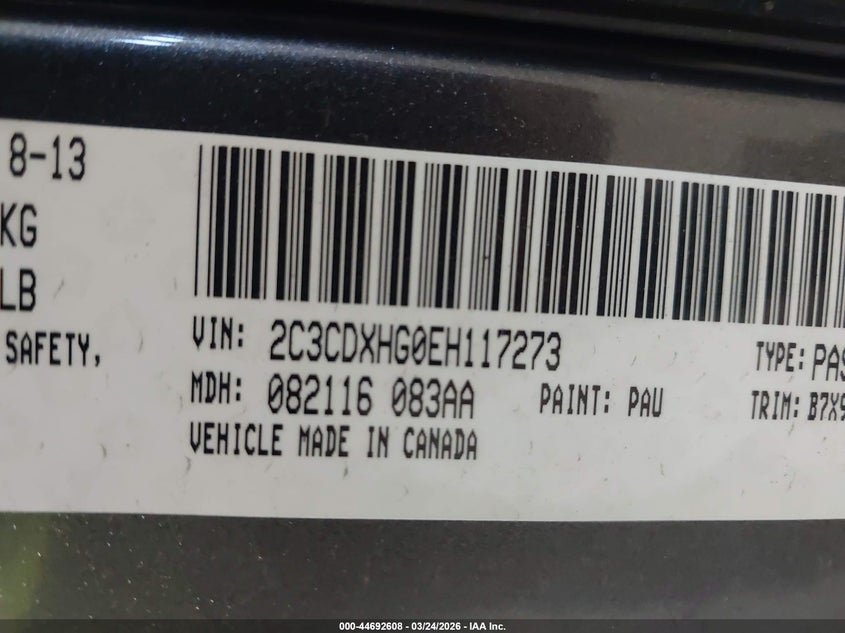 8-13
KG
LB
SAFETY,
VIN: 2C3CDXHG0EH117273
TYPE: PAS
MDH: 082116 083AA
PAINT: PAU
TRIM: B7X9
VEHICLE MADE IN CANADA
000-44692608 - 03/24/2026 - IAA Inc.